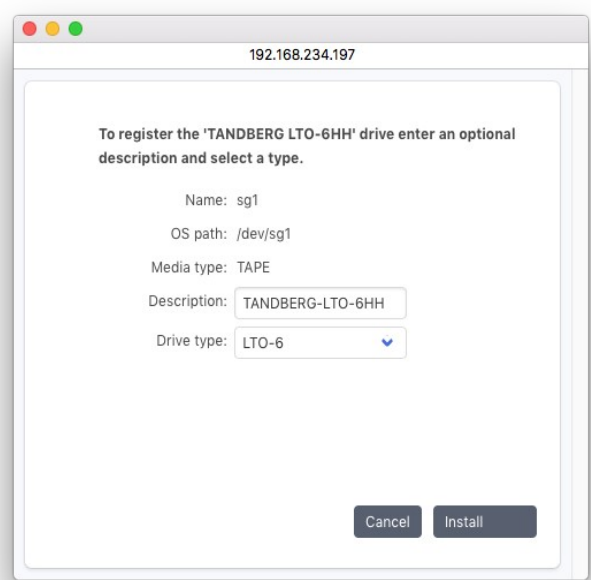 192.168.234.197
To register the 'TANDBERG LTO-6HH' drive enter an optional
description and select a type.
Name: sg1
OS path: /dev/sg1
Media type: TAPE
Description: TANDBERG-LTO-6HH
Drive type: LTO-6
Cancel Install